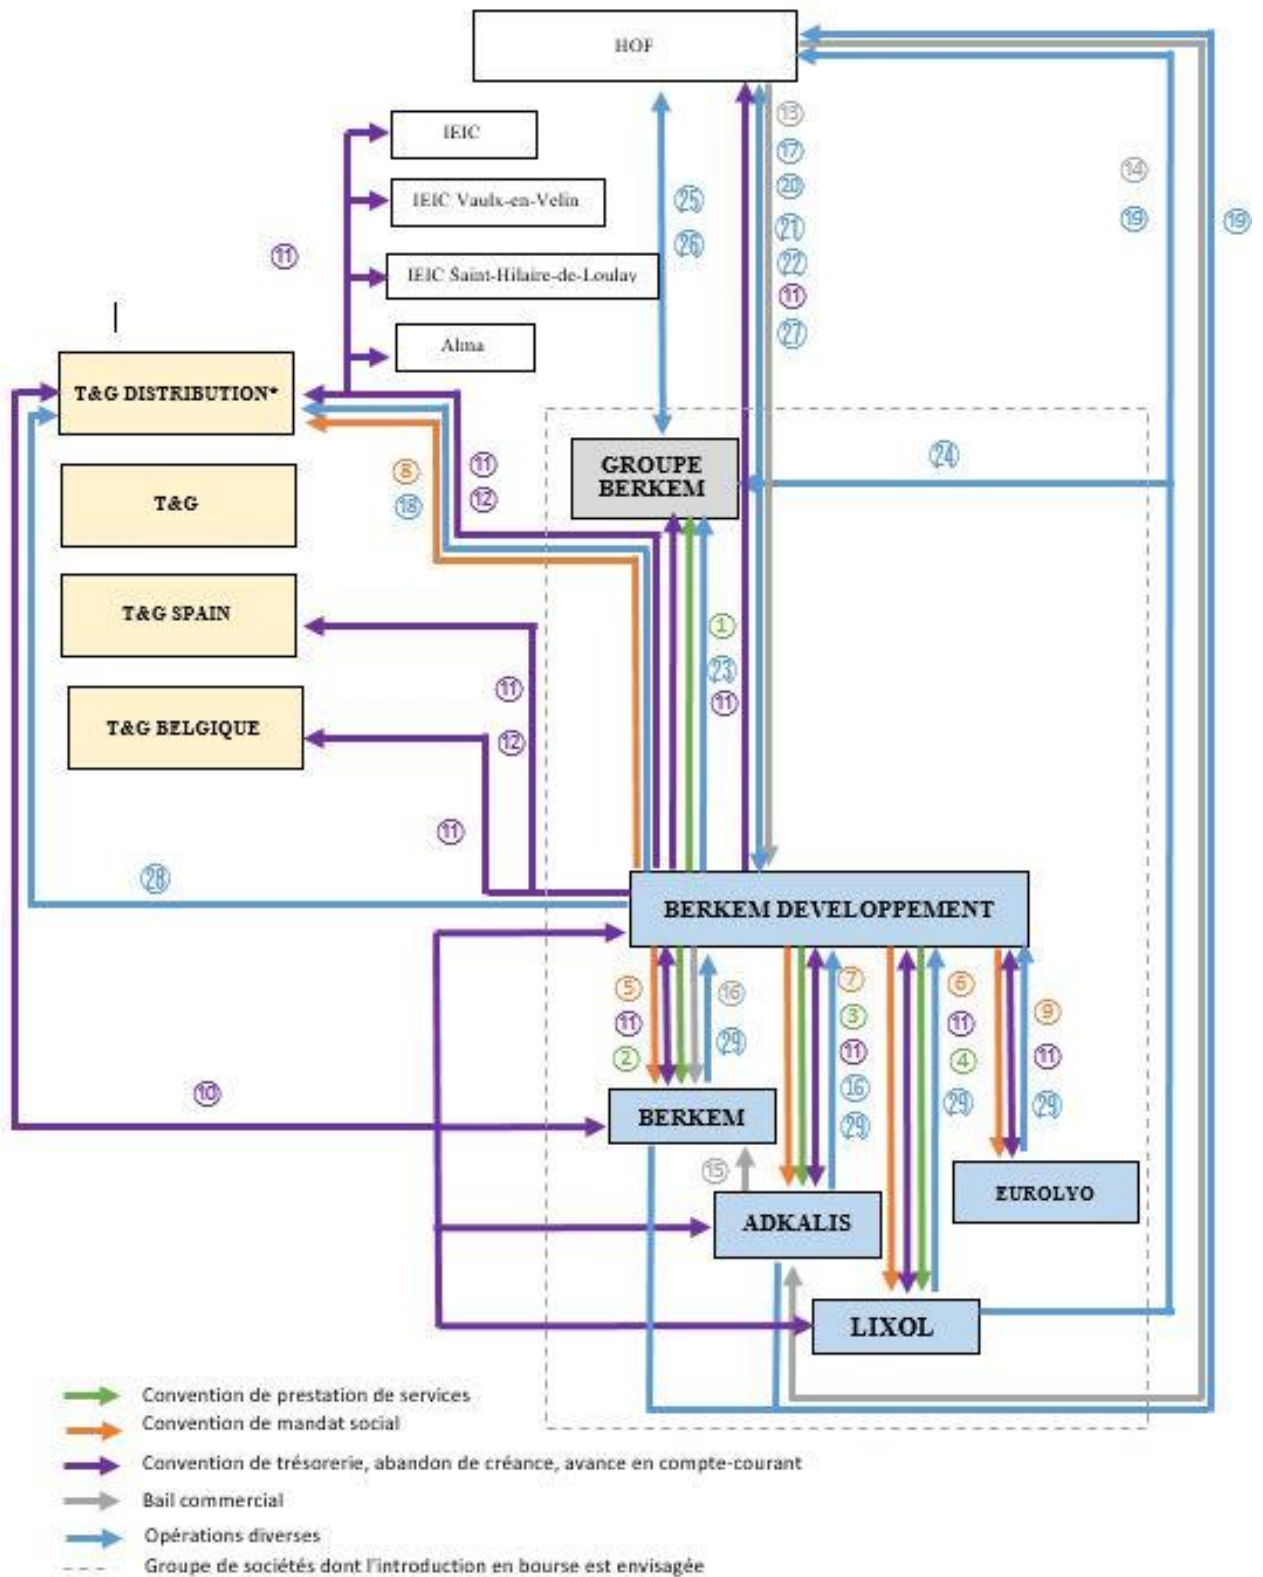 HOF
IEIC
IEIC Vaulx-en-Velin
IEIC Saint-Hilaire-de-Loulay
Alma
11
13
17
20
21
22
11
27
25
26
14
19
19
T&G DISTRIBUTION*
T&G
T&G SPAIN
T&G BELGIQUE
8
18
11
12
GROUPE
BERKEM
24
1
23
11
11
12
11
28
BERKEM DEVELOPPEMENT
5
11
2
16
29
7
3
11
16
29
6
11
4
29
9
11
29
10
BERKEM
15
ADKALIS
EUROLYO
LIXOL
Convention de prestation de services
Convention de mandat social
Convention de trésorerie, abandon de créance, avance en compte-courant
Bail commercial
Opérations diverses
Groupe de sociétés dont l'introduction en bourse est envisagée